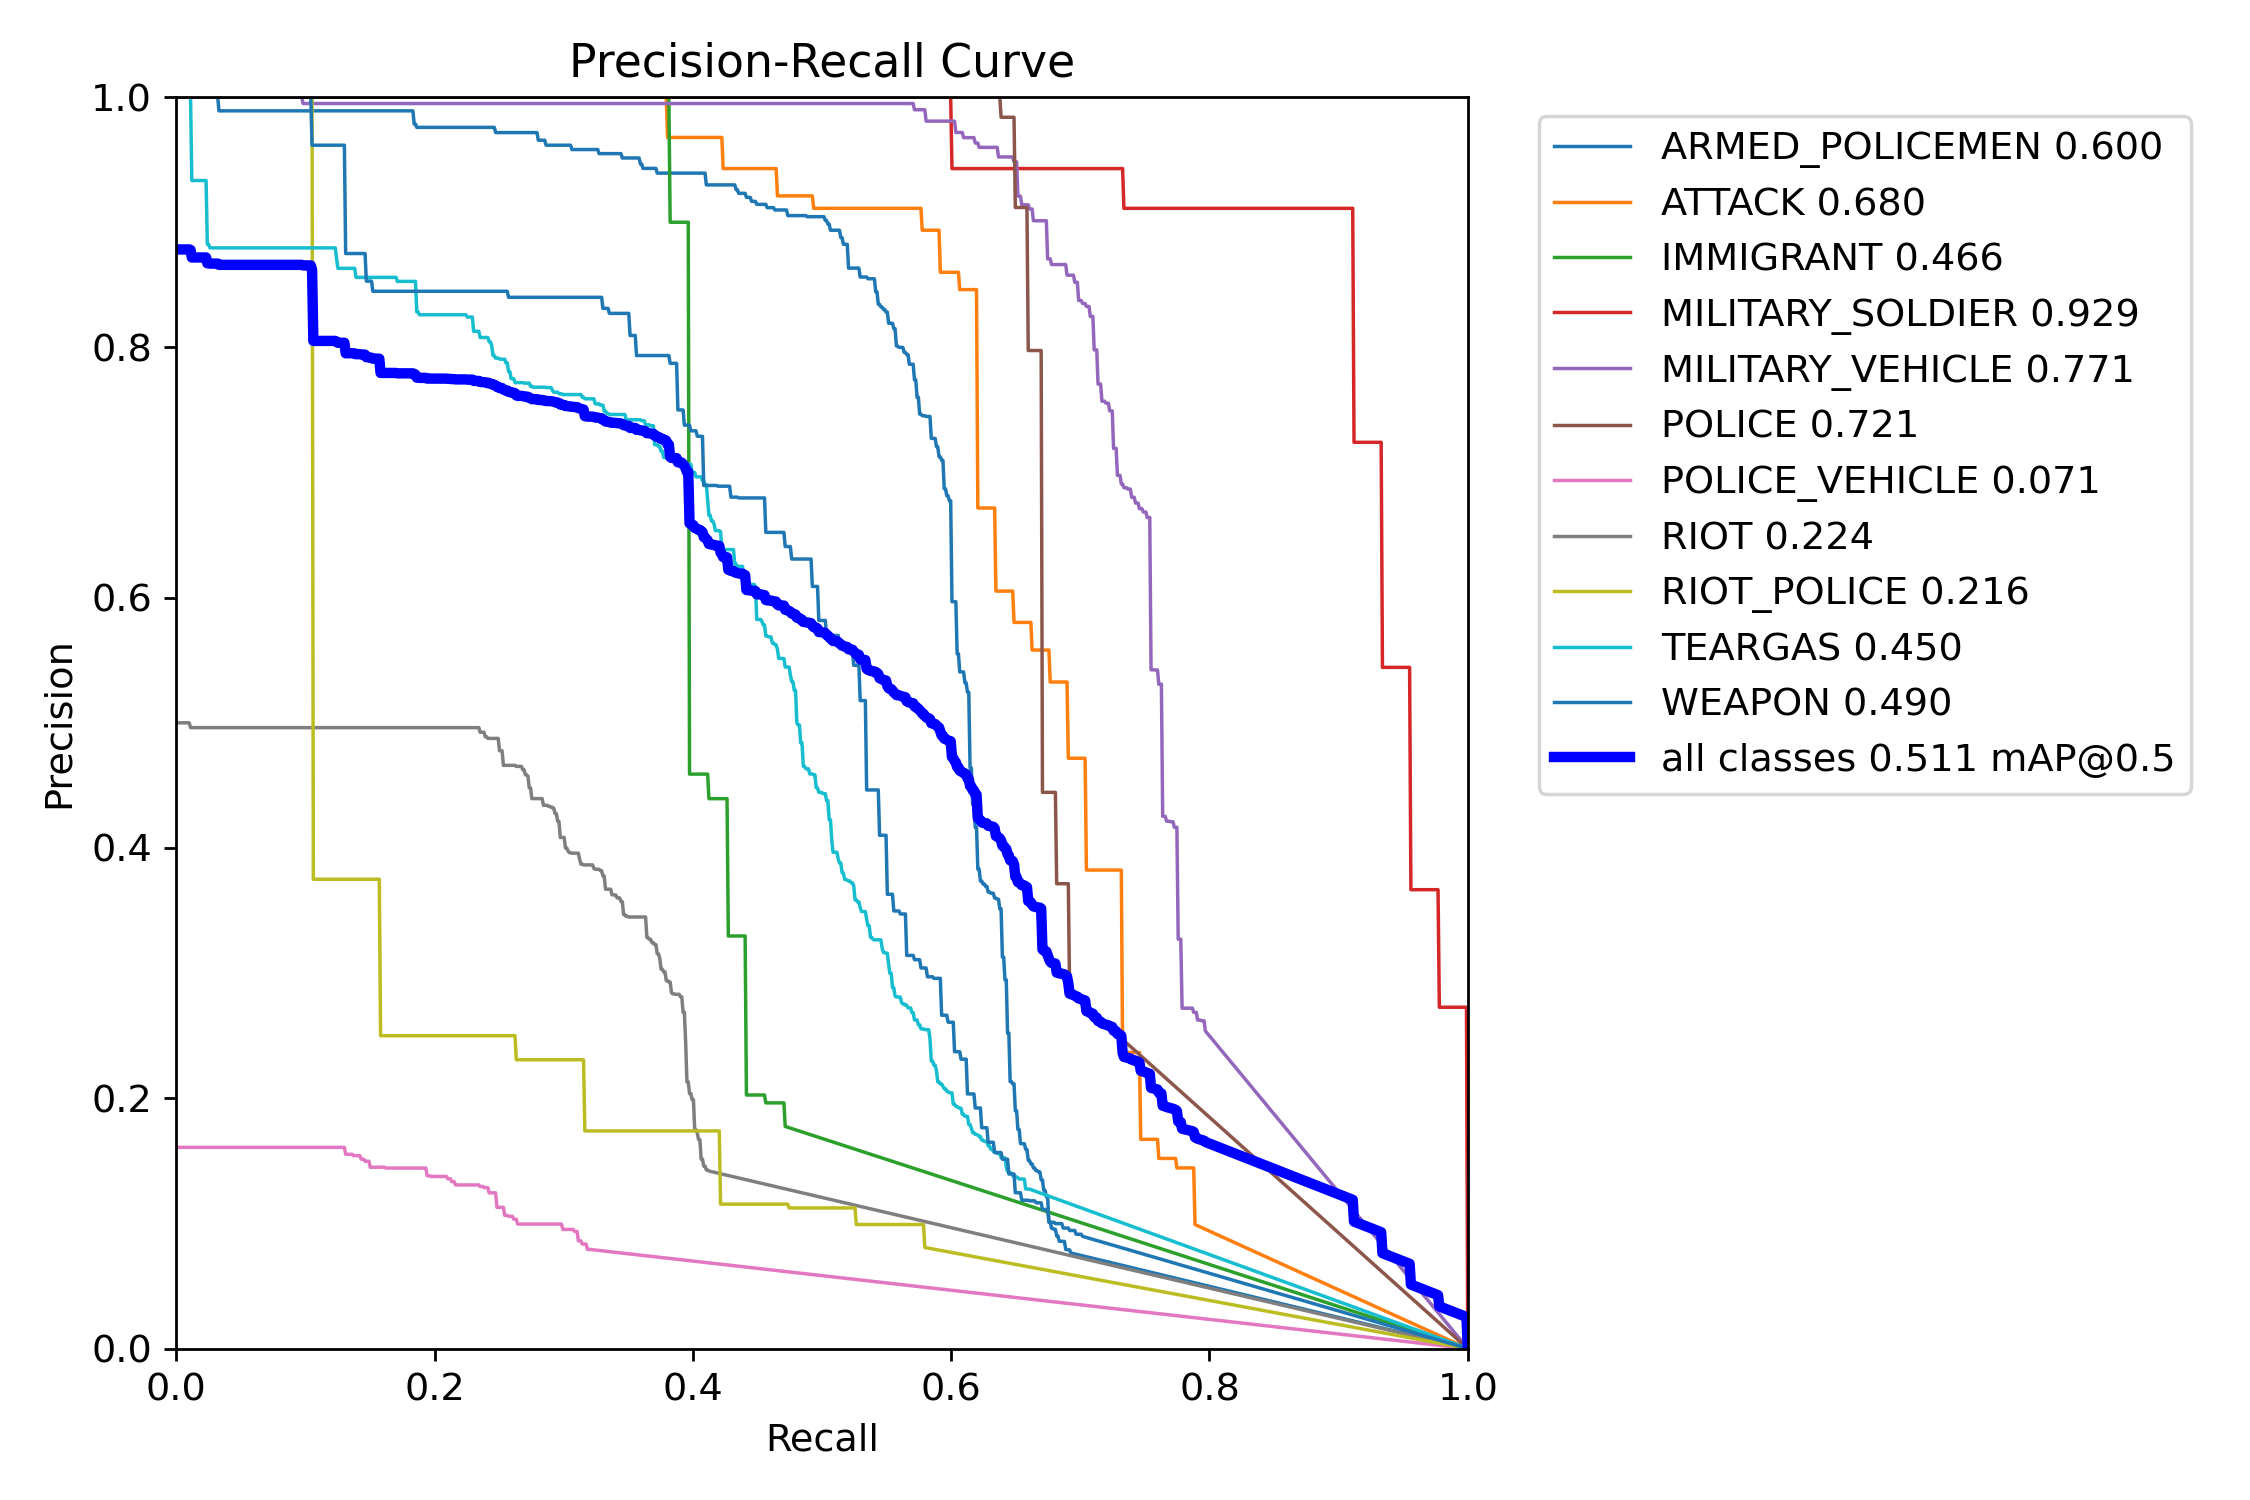 Precision-Recall Curve
1.0
0.8
0.6
0.4
0.2
0.0
Precision
0.0 0.2 0.4 0.6 0.8 1.0
Recall
ARMED_POLICEMEN 0.600
ATTACK 0.680
IMMIGRANT 0.466
MILITARY_SOLDIER 0.929
MILITARY_VEHICLE 0.771
POLICE 0.721
POLICE_VEHICLE 0.071
RIOT 0.224
RIOT_POLICE 0.216
TEARGAS 0.450
WEAPON 0.490
all classes 0.511 mAP@0.5